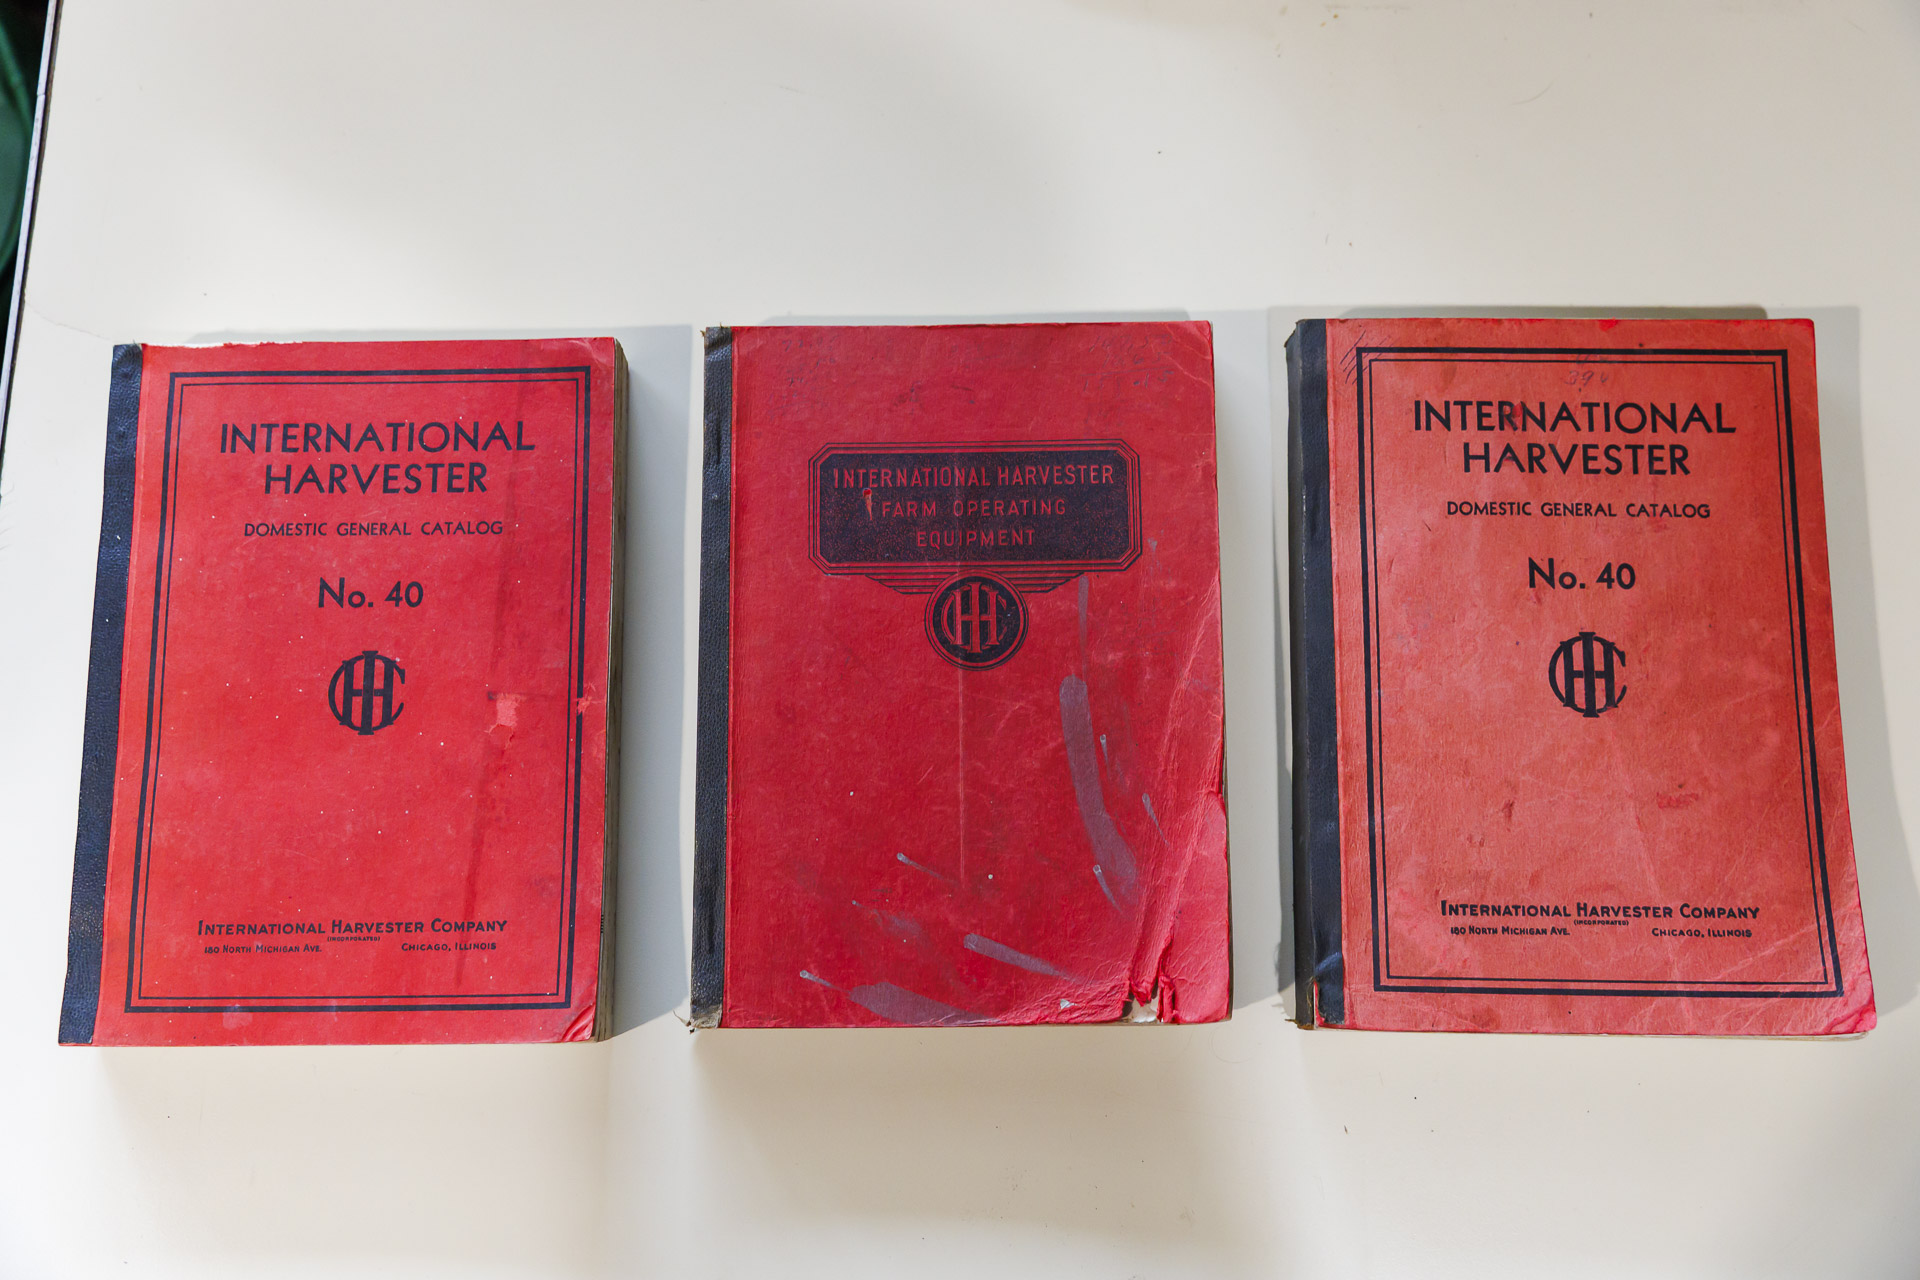 INTERNATIONAL
HARVESTER
DOMESTIC GENERAL CATALOG
No. 40
IHC
INTERNATIONAL HARVESTER COMPANY
(INCORPORATED)
180 NORTH MICHIGAN AVE. CHICAGO, ILLINOIS
INTERNATIONAL HARVESTER
FARM OPERATING
EQUIPMENT
IHC
394
INTERNATIONAL
HARVESTER
DOMESTIC GENERAL CATALOG
No. 40
IHC
INTERNATIONAL HARVESTER COMPANY
(INCORPORATED)
180 NORTH MICHIGAN AVE. CHICAGO, ILLINOIS